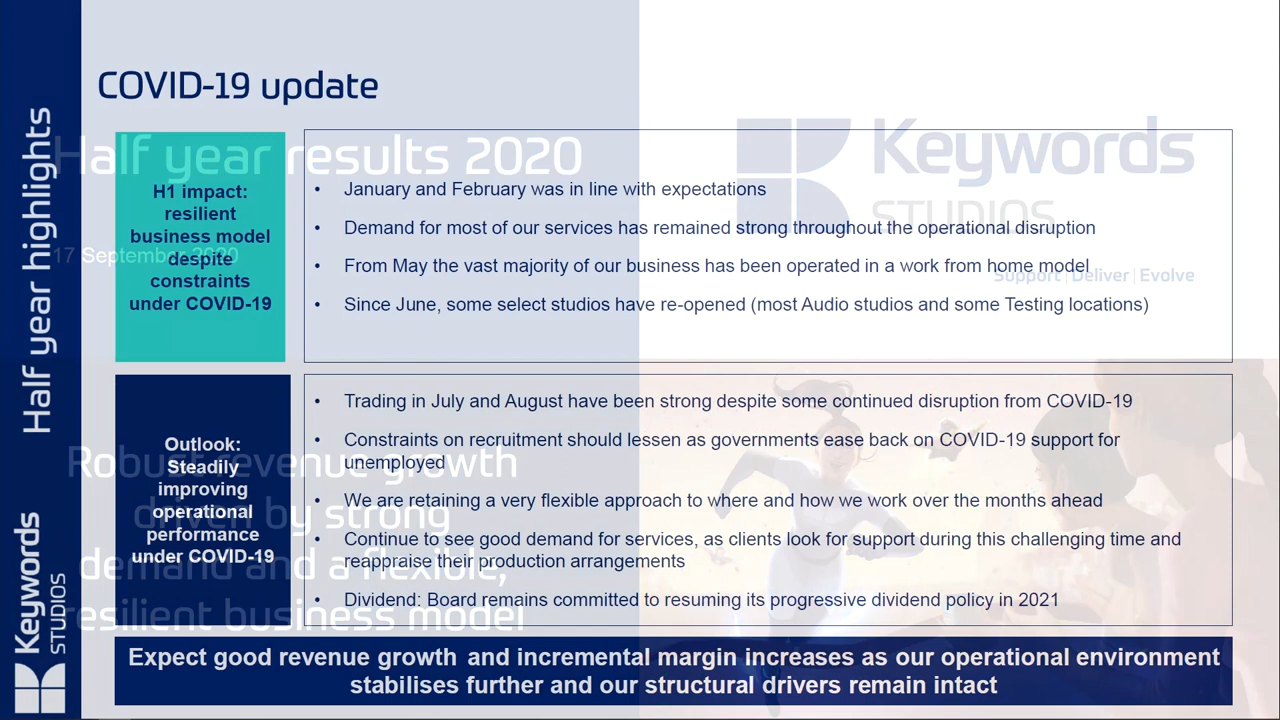 COVID-19 update
Half year highlights
Keywords
STUDIOS
H1 impact:
resilient
business model
despite
constraints
under COVID-19
• January and February was in line with expectations
• Demand for most of our services has remained strong throughout the operational disruption
• From May the vast majority of our business has been operated in a work from home model
• Since June, some select studios have re-opened (most Audio studios and some Testing locations)
Outlook:
Steadily
improving
operational
performance
under COVID-19
• Trading in July and August have been strong despite some continued disruption from COVID-19
• Constraints on recruitment should lessen as governments ease back on COVID-19 support for
unemployed
• We are retaining a very flexible approach to where and how we work over the months ahead
• Continue to see good demand for services, as clients look for support during this challenging time and
reappraise their production arrangements
• Dividend: Board remains committed to resuming its progressive dividend policy in 2021
Expect good revenue growth and incremental margin increases as our operational environment
stabilises further and our structural drivers remain intact
Half year results 2020
17 September 2020
Robust revenue growth
driven by strong
demand and a flexible,
resilient business model
Keywords
STUDIOS
Support | Deliver | Evolve